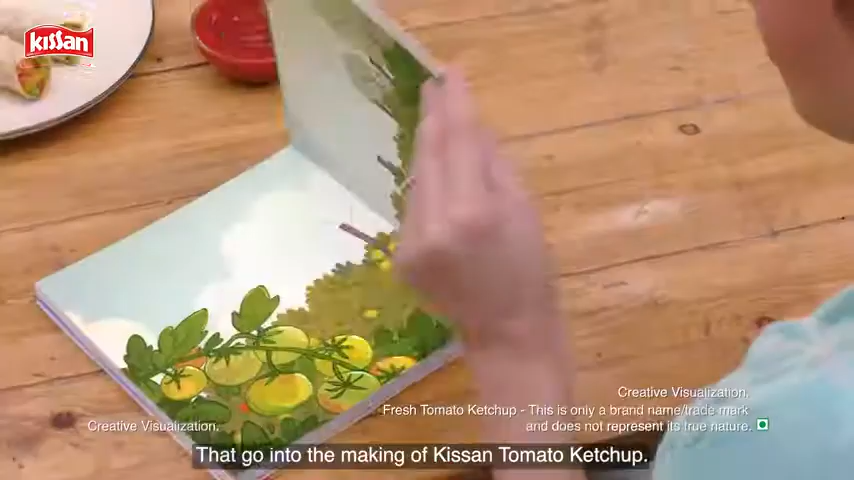 Kissan
Creative Visualization.
Fresh Tomato Ketchup - This is only a brand name/trade mark
and does not represent its true nature.
Creative Visualization.
That go into the making of Kissan Tomato Ketchup.